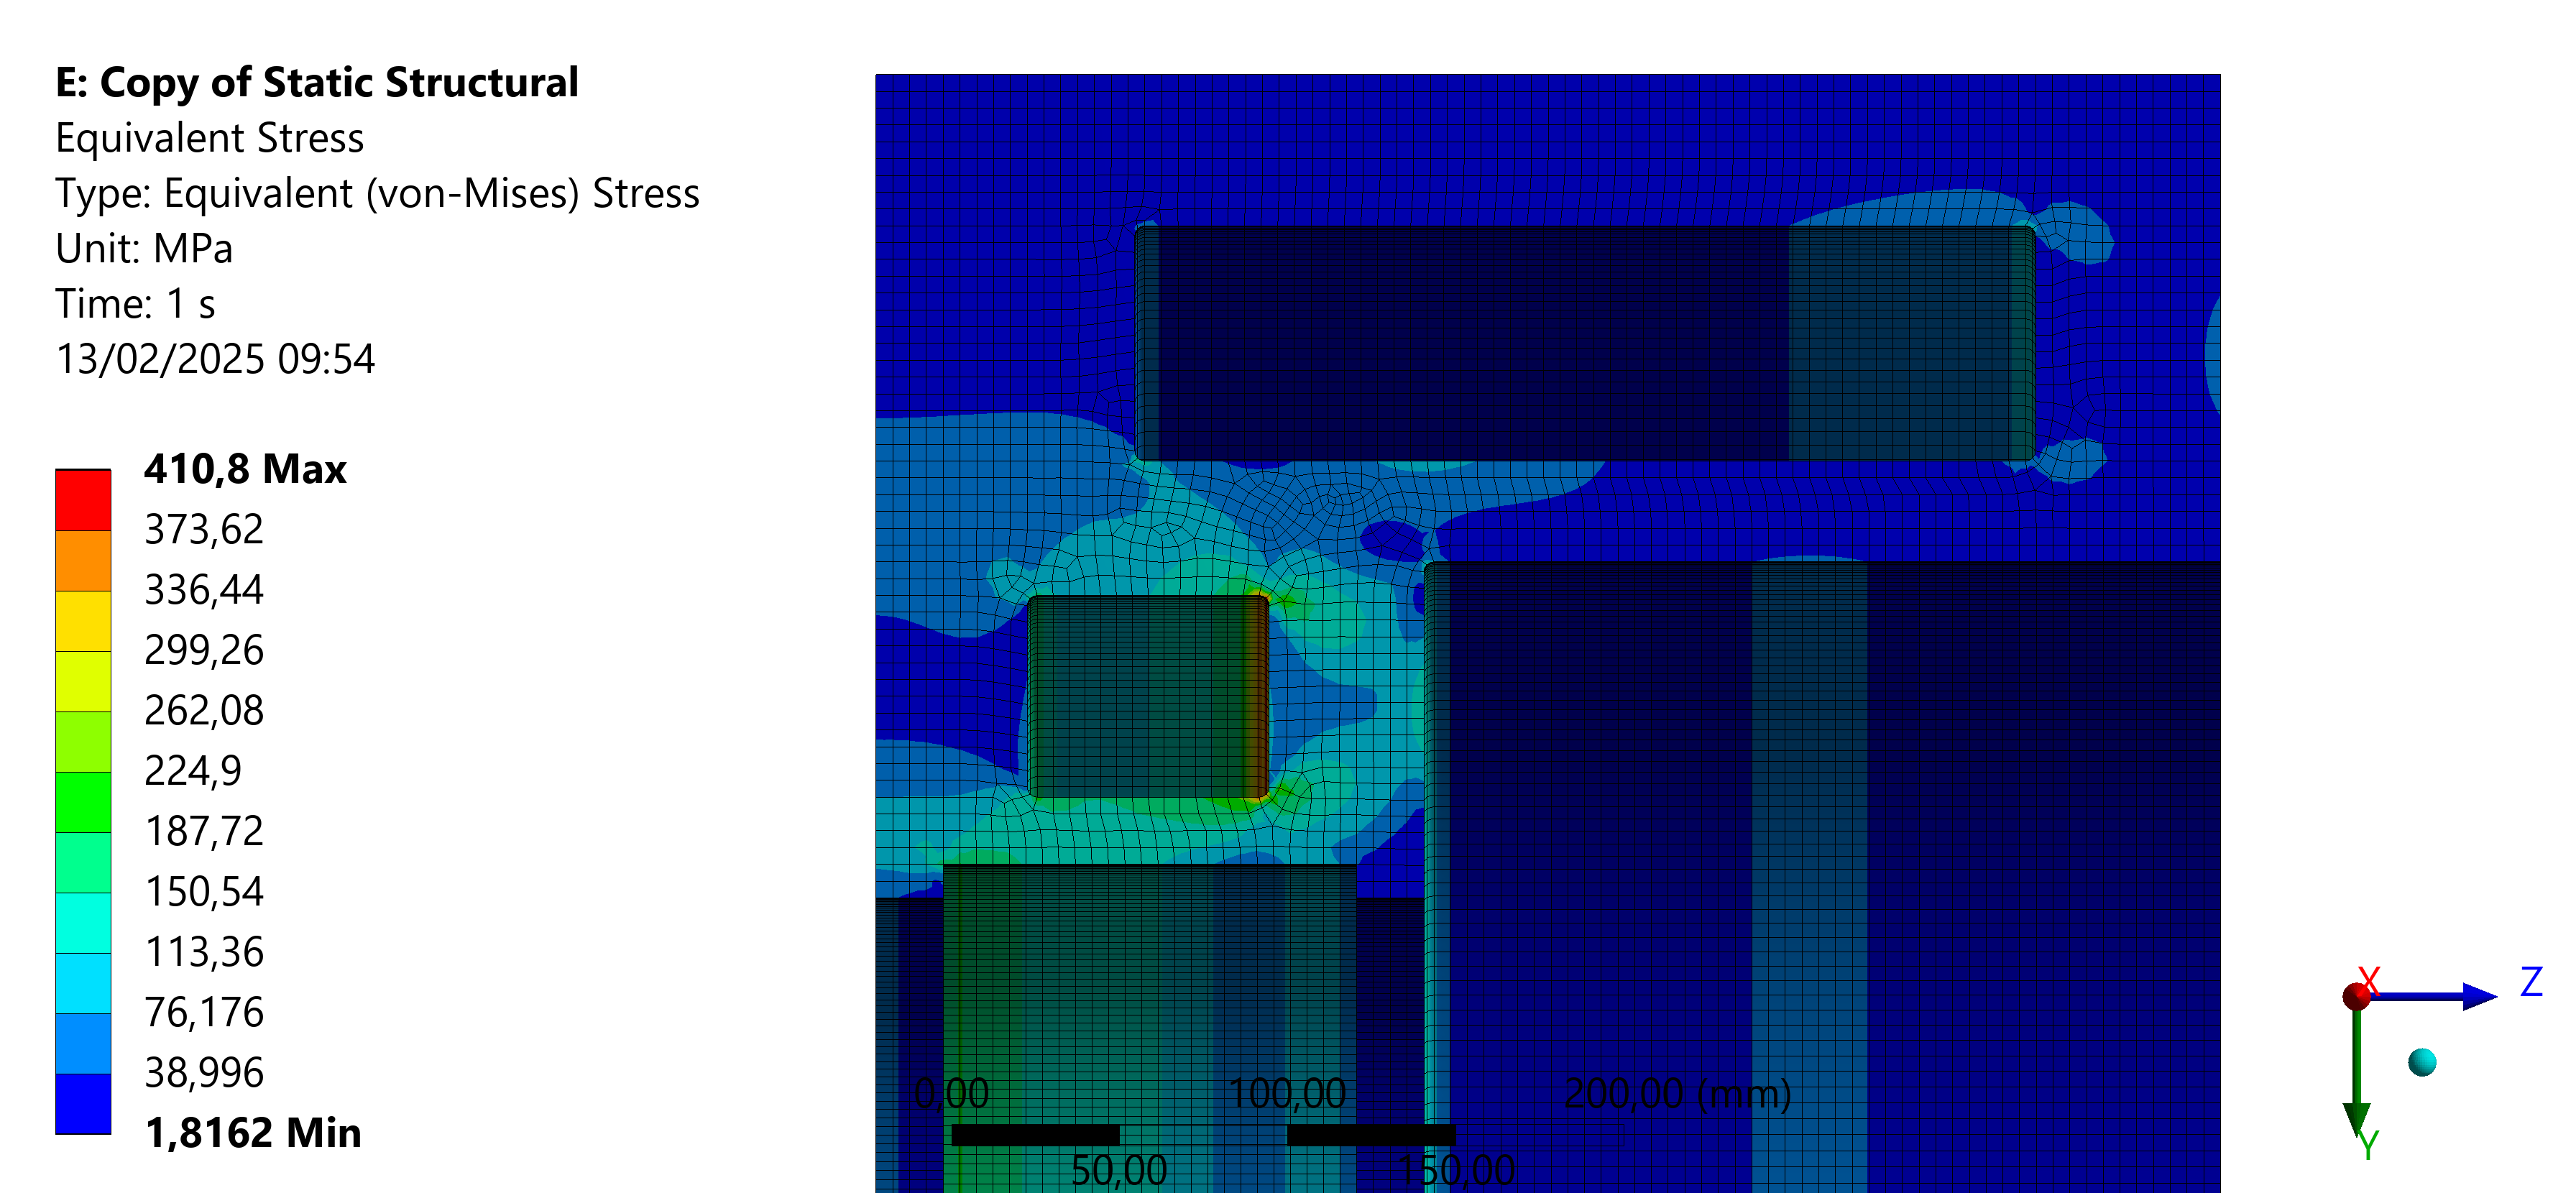 E: Copy of Static Structural
Equivalent Stress
Type: Equivalent (von-Mises) Stress
Unit: MPa
Time: 1 s
13/02/2025 09:54
410,8 Max
373,62
336,44
299,26
262,08
224,9
187,72
150,54
113,36
76,176
38,996
1,8162 Min
0,00 100,00 200,00 (mm)
50,00 150,00
X
Z
Y